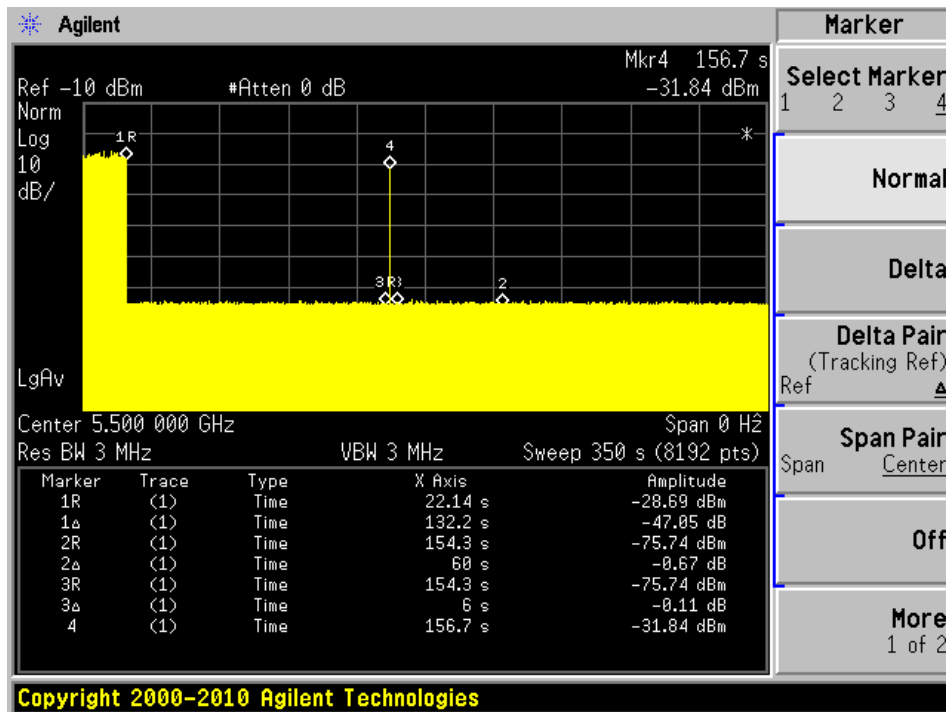 Agilent
Marker
Mkr4 156.7 s
Ref -10 dBm #Atten 0 dB -31.84 dBm
Norm
Log
10
dB/
1R
4
*
3R
2
LgAv
Center 5.500 000 GHz Span 0 Hz
Res BW 3 MHz VBW 3 MHz Sweep 350 s (8192 pts)
Marker Trace Type X Axis Amplitude
1R (1) Time 22.14 s -28.69 dBm
1Δ (1) Time 132.2 s -47.05 dB
2R (1) Time 154.3 s -75.74 dBm
2Δ (1) Time 60 s -0.67 dB
3R (1) Time 154.3 s -75.74 dBm
3Δ (1) Time 6 s -0.11 dB
4 (1) Time 156.7 s -31.84 dBm
Select Marker
1 2 3 4
Normal
Delta
Delta Pair
(Tracking Ref)
Ref Δ
Span Pair
Span Center
Off
More
1 of 2
Copyright 2000-2010 Agilent Technologies